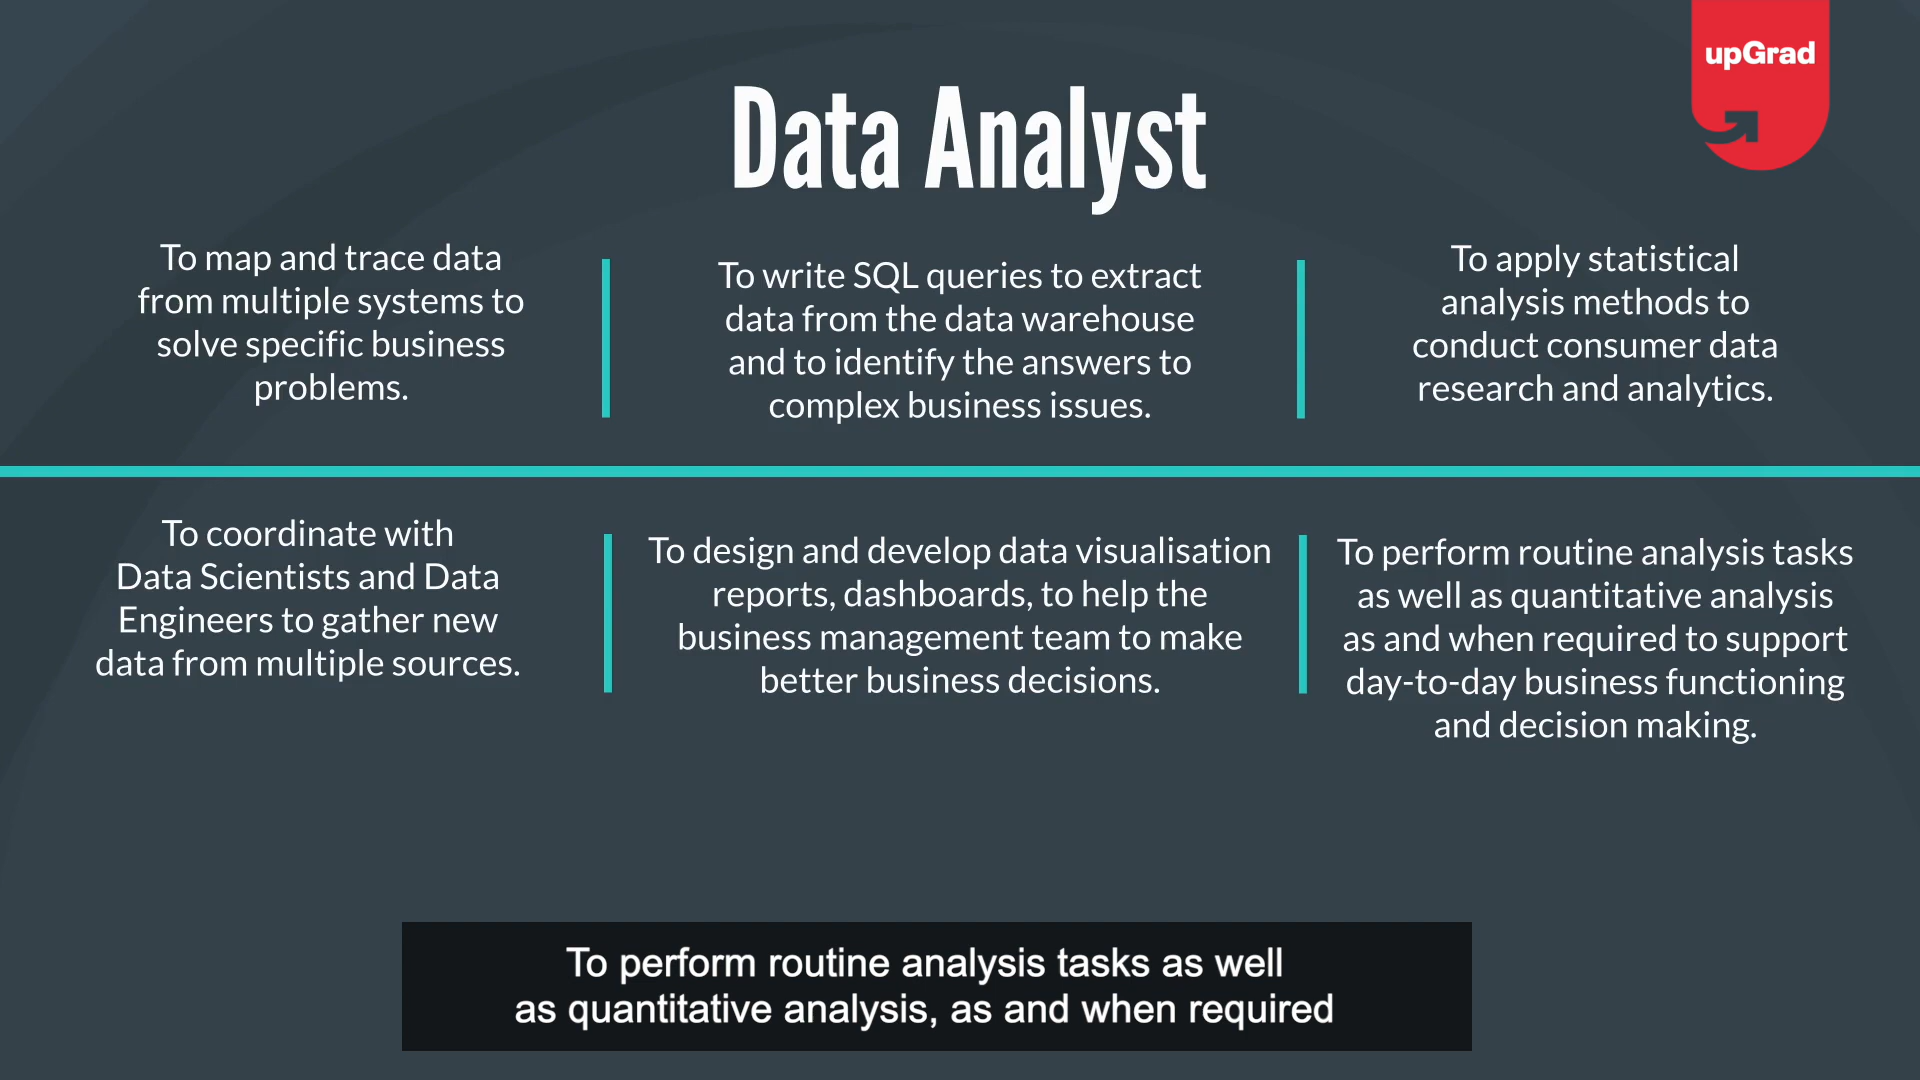 upGrad
Data Analyst
To map and trace data
from multiple systems to
solve specific business
problems.
To write SQL queries to extract
data from the data warehouse
and to identify the answers to
complex business issues.
To apply statistical
analysis methods to
conduct consumer data
research and analytics.
To coordinate with
Data Scientists and Data
Engineers to gather new
data from multiple sources.
To design and develop data visualisation
reports, dashboards, to help the
business management team to make
better business decisions.
To perform routine analysis tasks
as well as quantitative analysis
as and when required to support
day-to-day business functioning
and decision making.
To perform routine analysis tasks as well
as quantitative analysis, as and when required